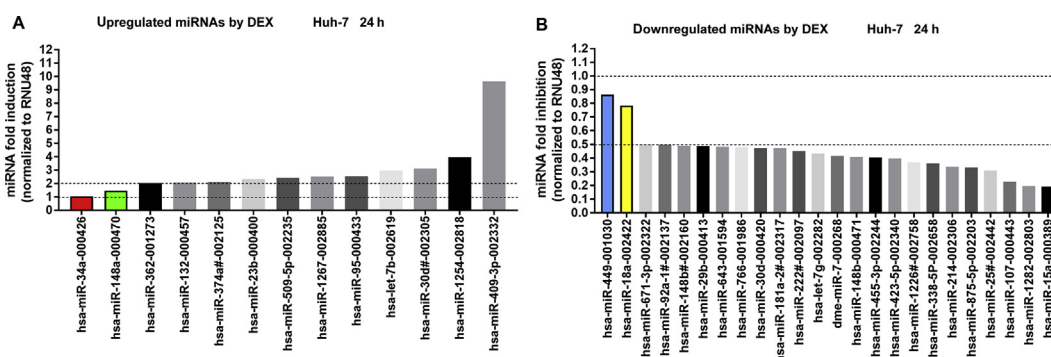 A
Upregulated miRNAs by DEX Huh-7 24 h
miRNA fold induction
(normalized to RNU48)
12
11
10
9
8
7
6
5
4
3
2
1
0
hsa-miR-34a-000426
hsa-miR-148a-000470
hsa-miR-362-001273
hsa-miR-132-000457
hsa-miR-374a#-002125
hsa-miR-23b-000400
hsa-miR-509-5p-002235
hsa-miR-1267-002885
hsa-miR-95-000433
hsa-let-7b-002619
hsa-miR-30d#-002305
hsa-miR-1254-002818
hsa-miR-409-3p-002332
B
Downregulated miRNAs by DEX Huh-7 24 h
miRNA fold inhibition
(normalized to RNU48)
1.2
1.1
1.0
0.9
0.8
0.7
0.6
0.5
0.4
0.3
0.2
0.1
0.0
hsa-miR-449-001030
hsa-miR-18a-002422
hsa-miR-671-3p-002322
hsa-miR-92a-1#-002137
hsa-miR-148b#-002160
hsa-miR-29b-000413
hsa-miR-643-001594
hsa-miR-766-001986
hsa-miR-30d-000420
hsa-miR-181a-2#-002317
hsa-miR-222#-002097
hsa-let-7g-002282
dme-miR-7-000268
hsa-miR-148b-000471
hsa-miR-455-3p-002244
hsa-miR-423-5p-002340
hsa-miR-1226#-002758
hsa-miR-338-5P-002658
hsa-miR-214-002306
hsa-miR-875-5p-002203
hsa-miR-25#-002442
hsa-miR-107-000443
hsa-miR-1282-002803
hsa-miR-15a-000389